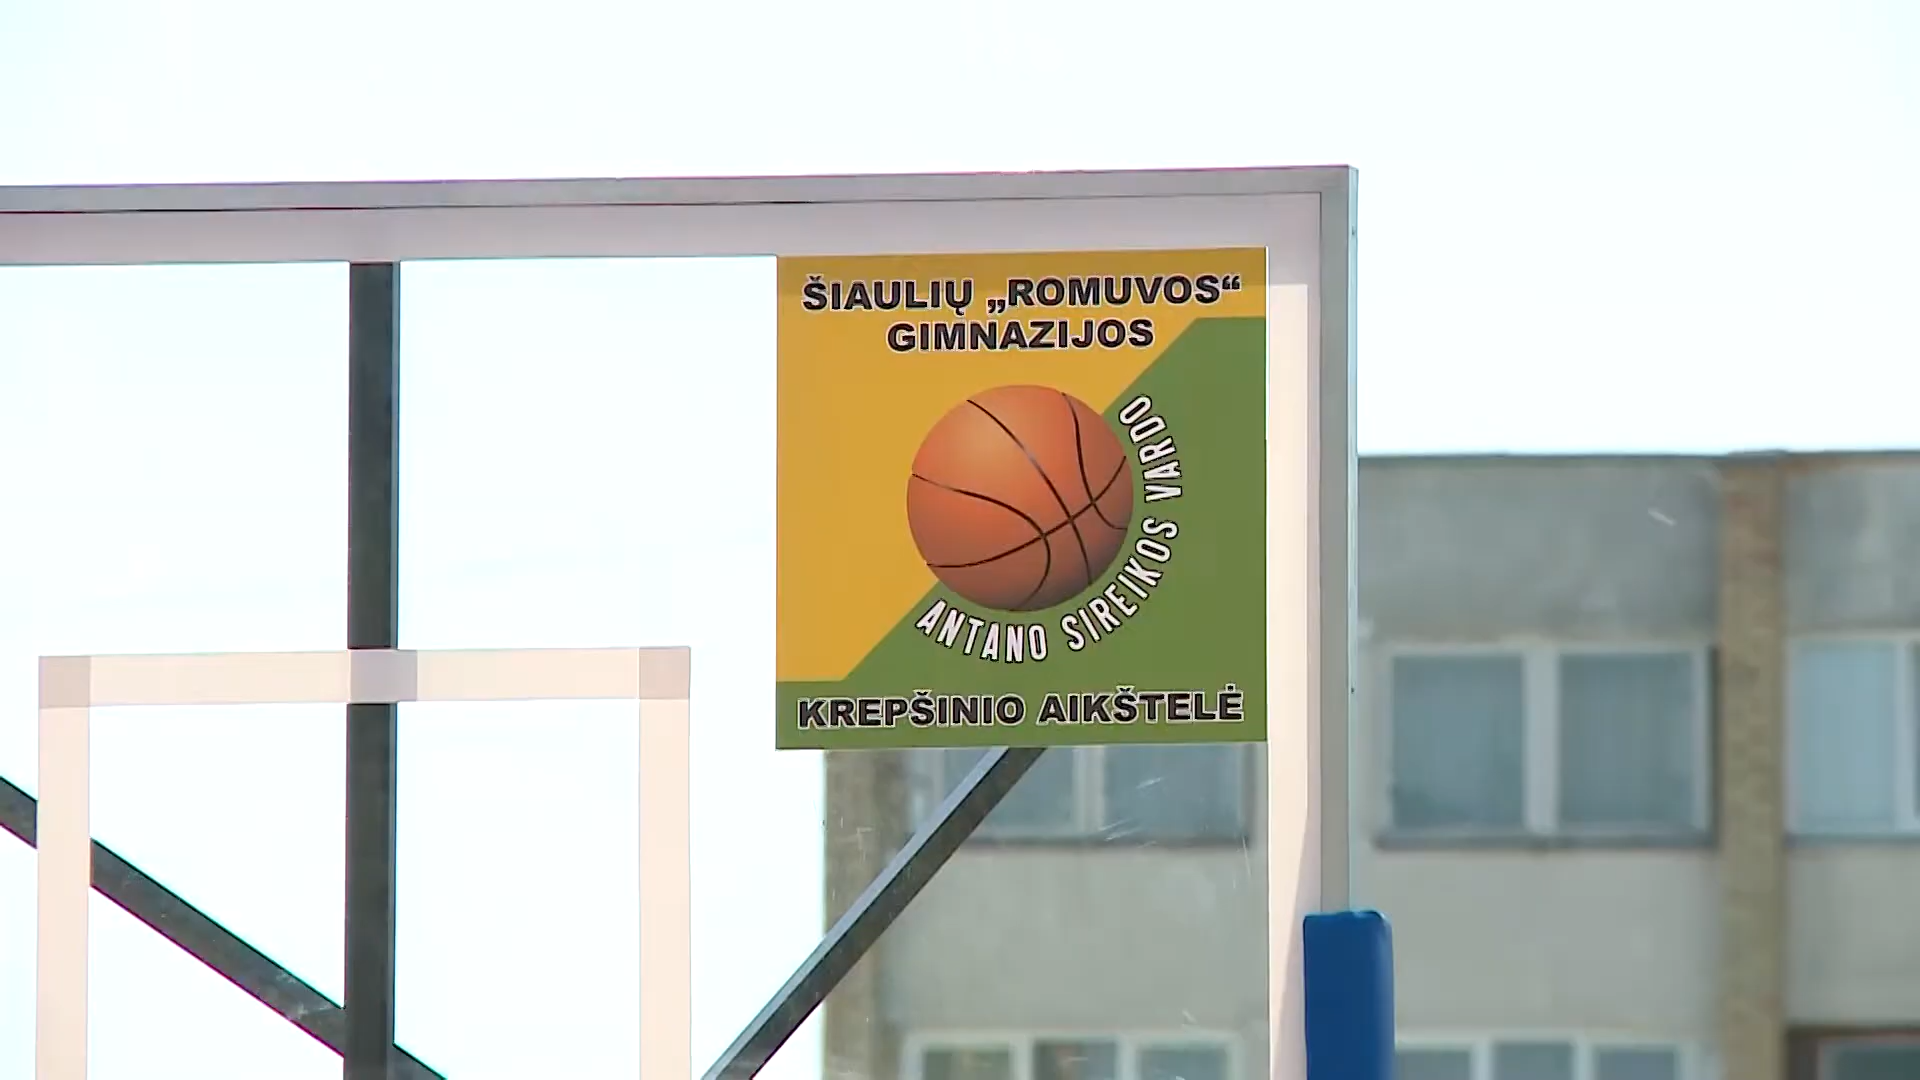 ŠIAULIŲ „ROMUVOS“
GIMNAZIJOS
ANTANO SIREIKOS VARDO
KREPŠINIO AIKŠTELĖ